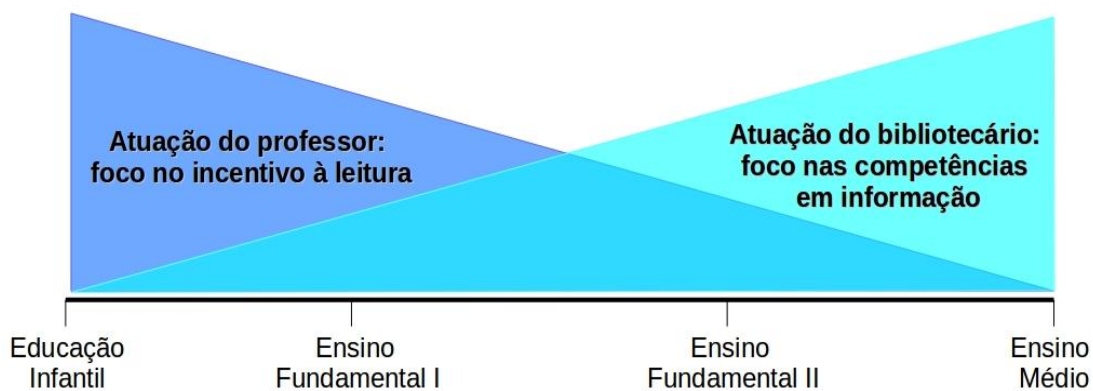 Atuação do professor:
foco no incentivo à leitura
Atuação do bibliotecário:
foco nas competências
em informação
Educação
Infantil
Ensino
Fundamental I
Ensino
Fundamental II
Ensino
Médio